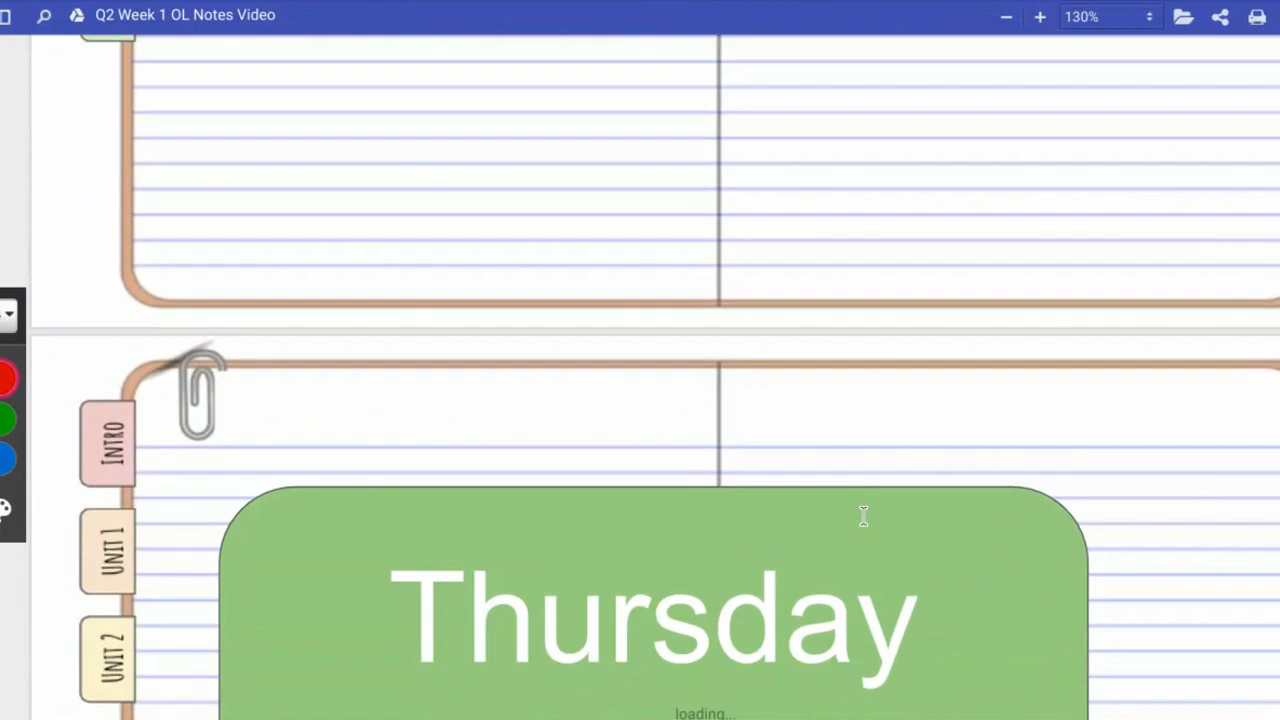 Q2 Week 1 OL Notes Video
130%
INTRO
UNIT 1
UNIT 2
Thursday
loading...